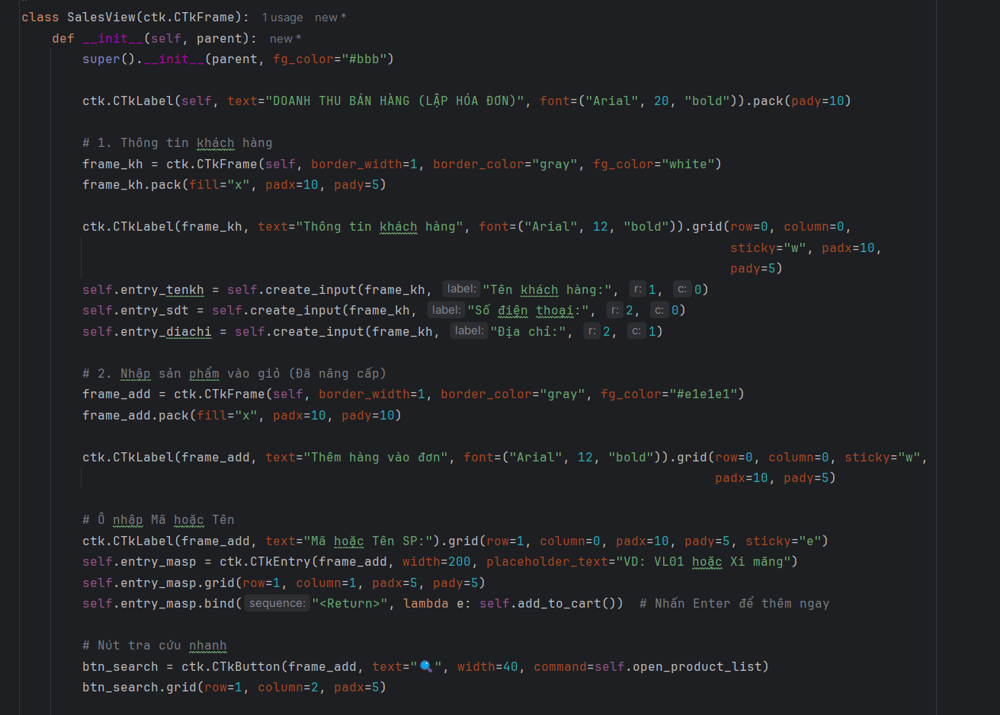 class SalesView(ctk.CTkFrame): 1 usage new *
    def __init__(self, parent): new *
        super().__init__(parent, fg_color="#bbb")

        ctk.CTkLabel(self, text="DOANH THU BÁN HÀNG (LẬP HÓA ĐƠN)", font=("Arial", 20, "bold")).pack(pady=10)

        # 1. Thông tin khách hàng
        frame_kh = ctk.CTkFrame(self, border_width=1, border_color="gray", fg_color="white")
        frame_kh.pack(fill="x", padx=10, pady=5)

        ctk.CTkLabel(frame_kh, text="Thông tin khách hàng", font=("Arial", 12, "bold")).grid(row=0, column=0,
                                                                                             sticky="w", padx=10,
                                                                                             pady=5)
        self.entry_tenkh = self.create_input(frame_kh, label: "Tên khách hàng:", r: 1, c: 0)
        self.entry_sdt = self.create_input(frame_kh, label: "Số điện thoại:", r: 2, c: 0)
        self.entry_diachi = self.create_input(frame_kh, label: "Địa chỉ:", r: 2, c: 1)

        # 2. Nhập sản phẩm vào giỏ (Đã nâng cấp)
        frame_add = ctk.CTkFrame(self, border_width=1, border_color="gray", fg_color="#e1e1e1")
        frame_add.pack(fill="x", padx=10, pady=10)

        ctk.CTkLabel(frame_add, text="Thêm hàng vào đơn", font=("Arial", 12, "bold")).grid(row=0, column=0, sticky="w",
                                                                                           padx=10, pady=5)

        # Ô nhập Mã hoặc Tên
        ctk.CTkLabel(frame_add, text="Mã hoặc Tên SP:").grid(row=1, column=0, padx=10, pady=5, sticky="e")
        self.entry_masp = ctk.CTkEntry(frame_add, width=200, placeholder_text="VD: VL01 hoặc Xi măng")
        self.entry_masp.grid(row=1, column=1, padx=5, pady=5)
        self.entry_masp.bind( sequence: "<Return>", lambda e: self.add_to_cart())  # Nhấn Enter để thêm ngay

        # Nút tra cứu nhanh
        btn_search = ctk.CTkButton(frame_add, text="🔍", width=40, command=self.open_product_list)
        btn_search.grid(row=1, column=2, padx=5)